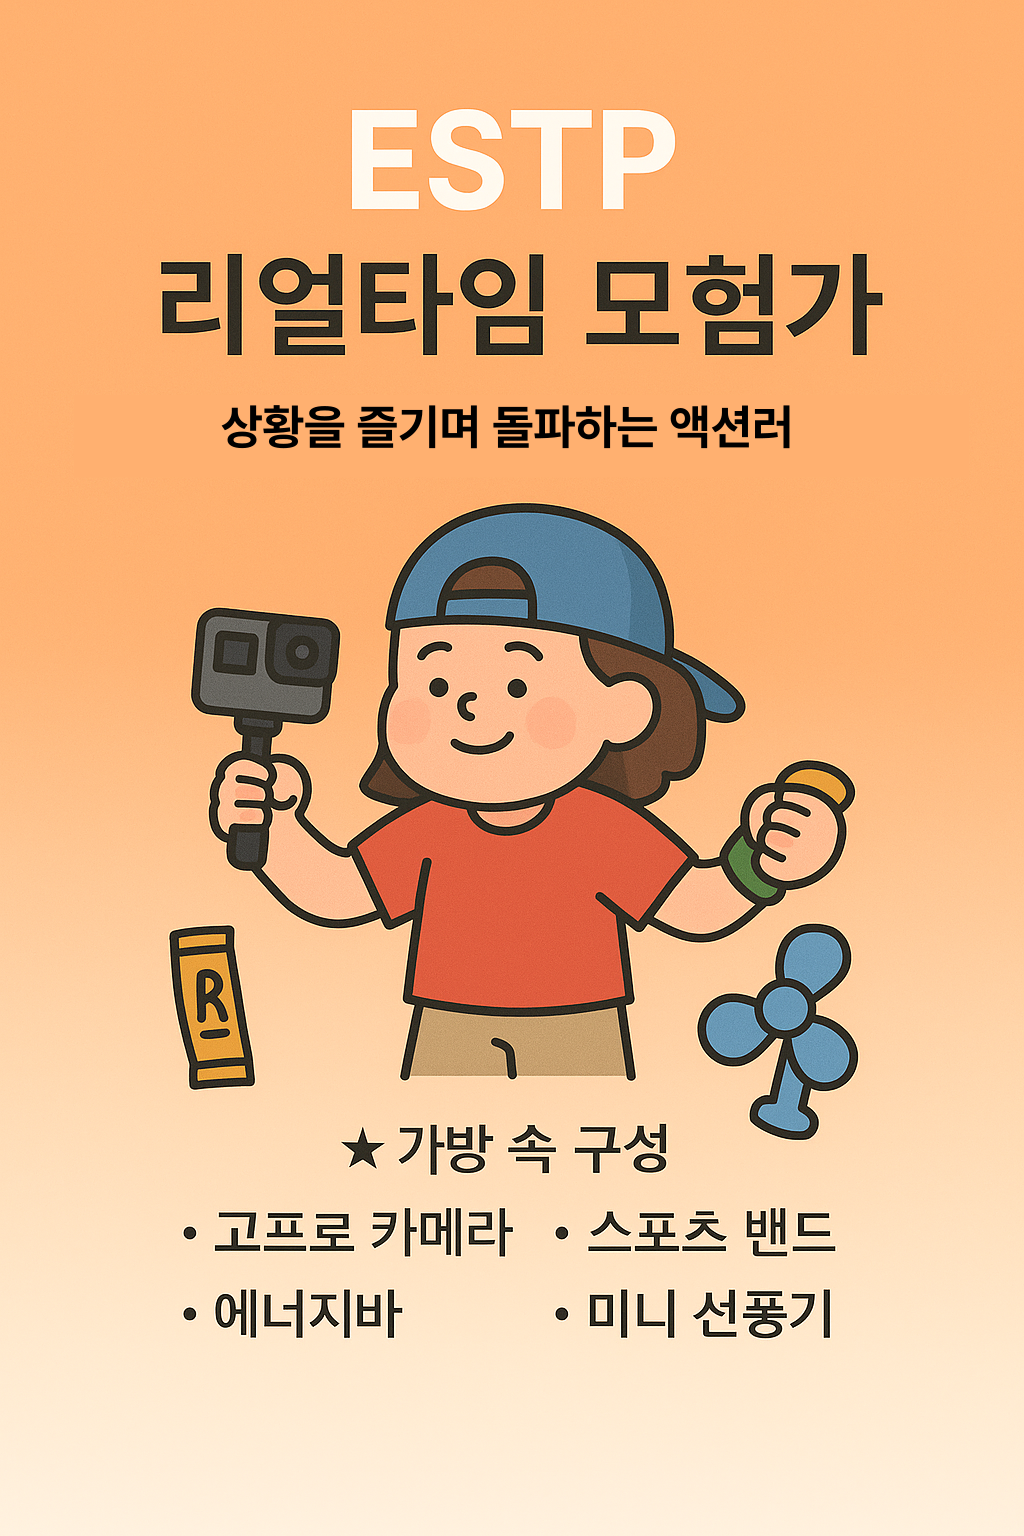 ESTP
리얼타임 모험가
상황을 즐기며 돌파하는 액션러
R
★ 가방 속 구성
• 고프로 카메라 • 스포츠 밴드
• 에너지바 • 미니 선퐁기